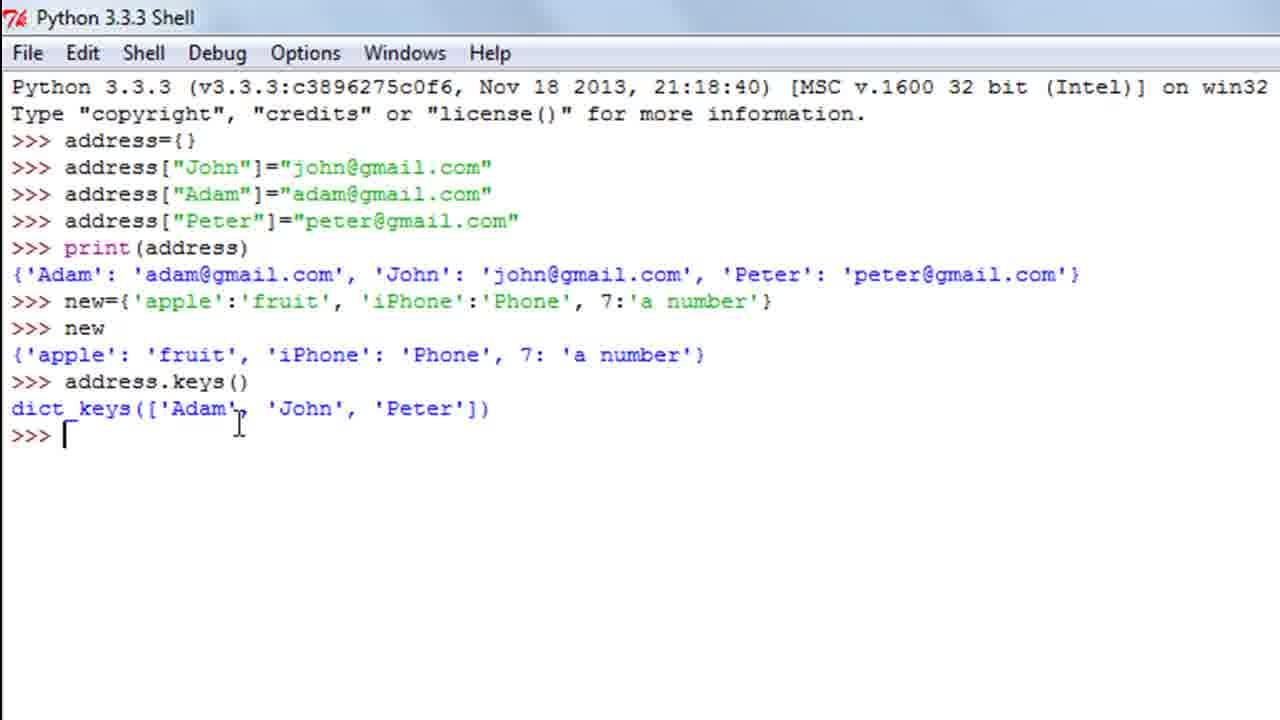 Python 3.3.3 Shell
File Edit Shell Debug Options Windows Help
Python 3.3.3 (v3.3.3:c3896275c0f6, Nov 18 2013, 21:18:40) [MSC v.1600 32 bit (Intel)] on win32
Type "copyright", "credits" or "license()" for more information.
>>> address={}
>>> address["John"]="john@gmail.com"
>>> address["Adam"]="adam@gmail.com"
>>> address["Peter"]="peter@gmail.com"
>>> print(address)
{'Adam': 'adam@gmail.com', 'John': 'john@gmail.com', 'Peter': 'peter@gmail.com'}
>>> new={'apple':'fruit', 'iPhone':'Phone', 7:'a number'}
>>> new
{'apple': 'fruit', 'iPhone': 'Phone', 7: 'a number'}
>>> address.keys()
dict_keys(['Adam', 'John', 'Peter'])
>>>